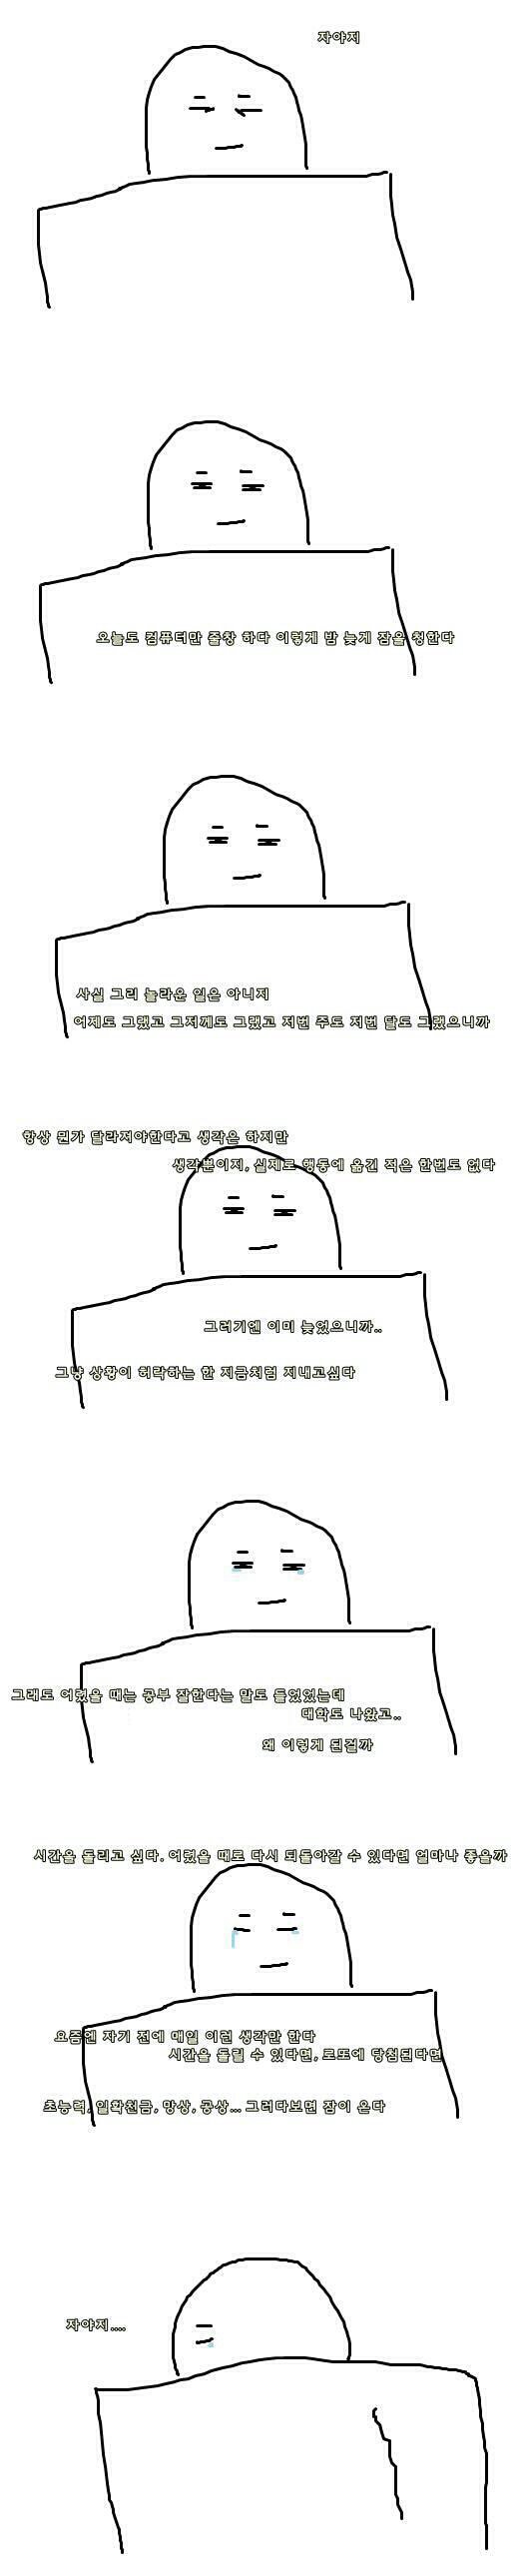 자야지
오늘도 컴퓨터만 줄창 하다 이렇게 밤 늦게 잠을 청한다
사실 그리 놀라운 일은 아니지
어제도 그랬고 그저께도 그랬고 저번 주도 저번 달도 그랬으니까
항상 뭔가 달라져야한다고 생각은 하지만
생각뿐이지, 실제로 행동에 옮긴 적은 한번도 없다
그러기엔 이미 늦었으니까..
그냥 상황이 허락하는 한 지금처럼 지내고싶다
그래도 어렸을 때는 공부 잘한다는 말도 들었었는데
대학도 나왔고..
왜 이렇게 된걸까
시간을 돌리고 싶다. 어렸을 때로 다시 되돌아갈 수 있다면 얼마나 좋을까
요즘엔 자기 전에 매일 이런 생각만 한다
시간을 돌릴 수 있다면, 로또에 당첨된다면
초능력, 일확천금, 망상, 공상... 그러다보면 잠이 온다
자야지....